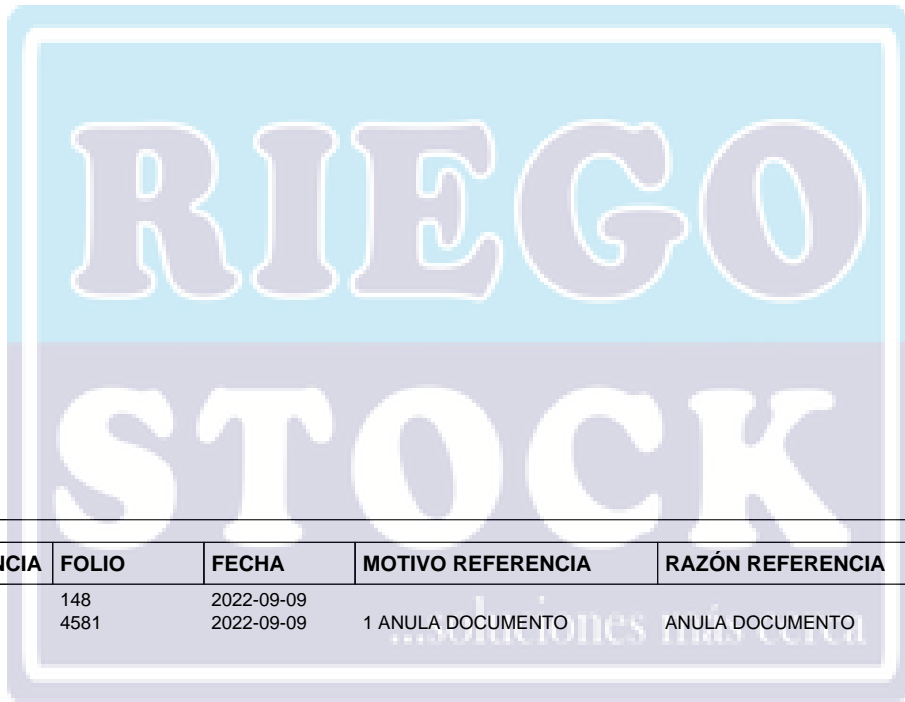 RIEGO
STOCK
NCIA FOLIO FECHA MOTIVO REFERENCIA RAZÓN REFERENCIA
148 2022-09-09
4581 2022-09-09 1 ANULA DOCUMENTO ANULA DOCUMENTO
...soluciones más cerca